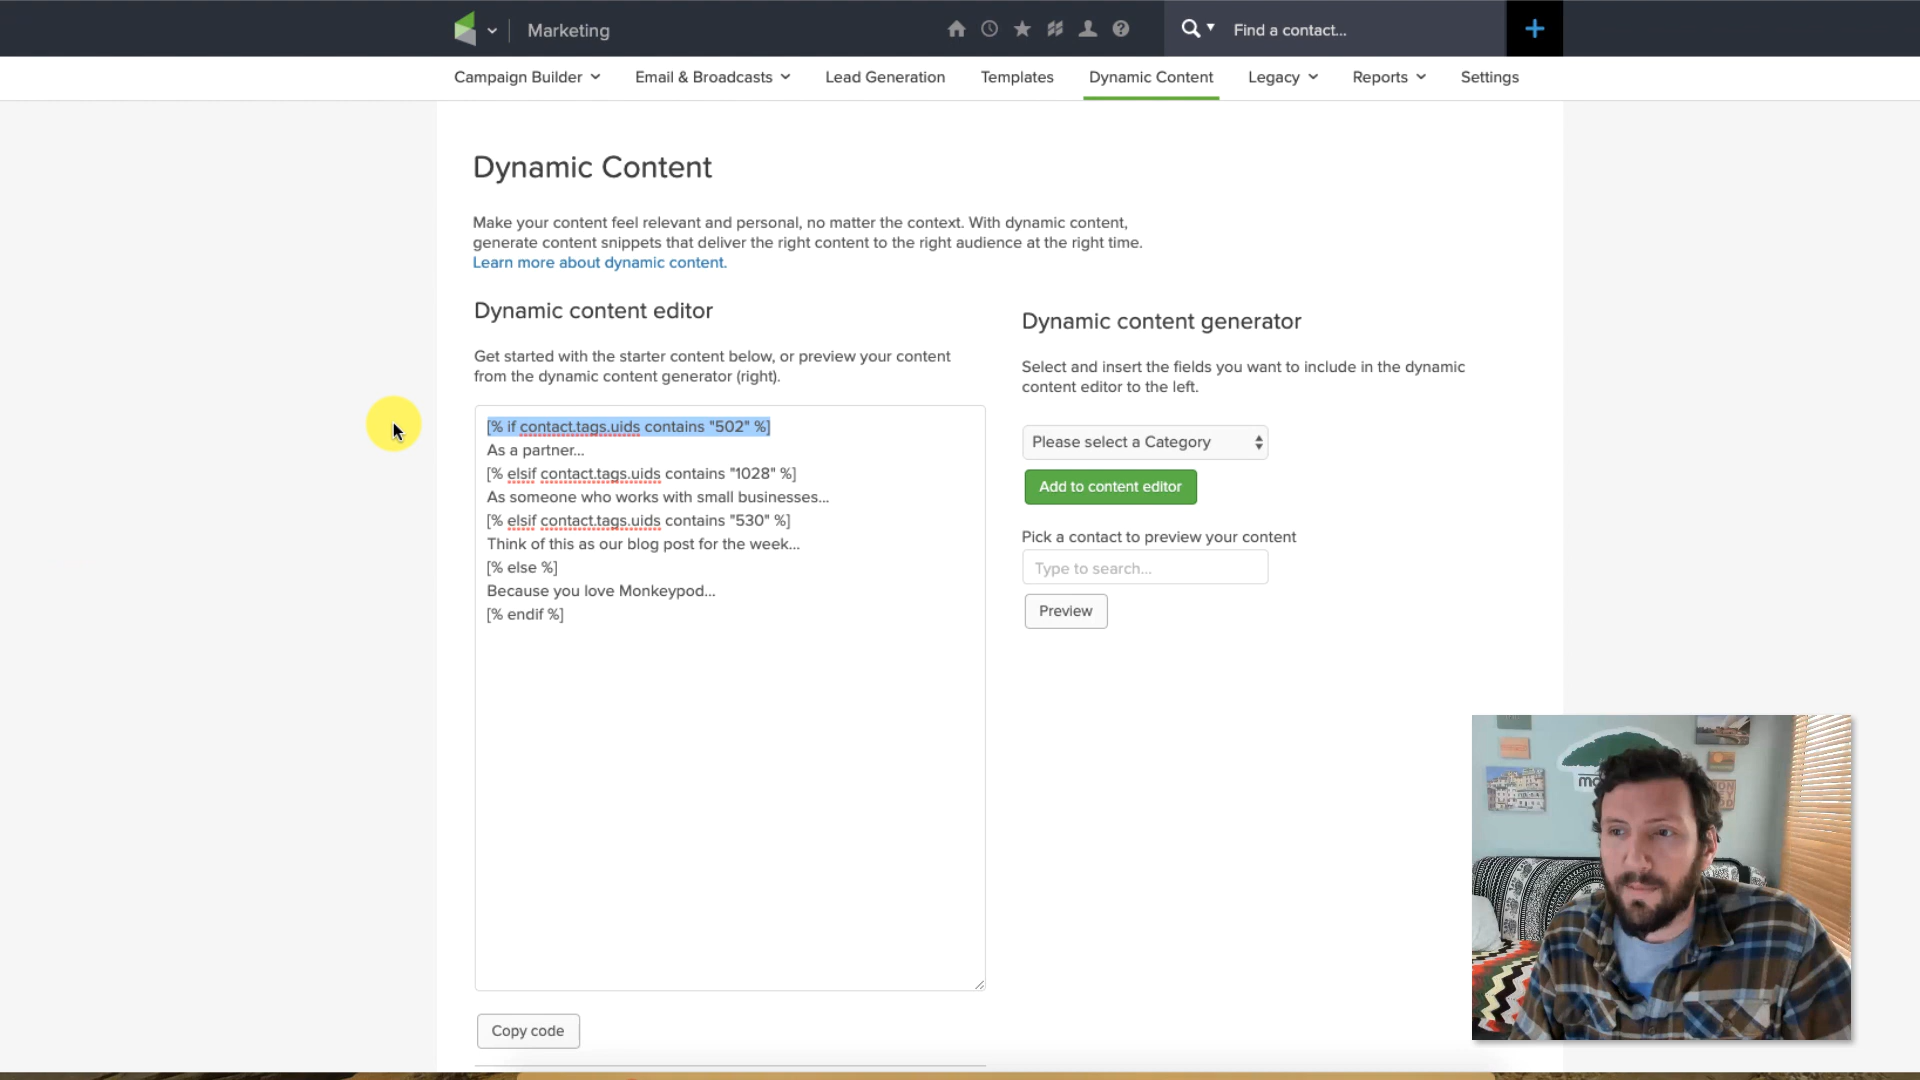 Marketing
Find a contact...
Campaign Builder
Email & Broadcasts
Lead Generation
Templates
Dynamic Content
Legacy
Reports
Settings
Dynamic Content
Make your content feel relevant and personal, no matter the context. With dynamic content,
generate content snippets that deliver the right content to the right audience at the right time.
Learn more about dynamic content.
Dynamic content editor
Get started with the starter content below, or preview your content
from the dynamic content generator (right).
[% if contact.tags.uids contains "502" %]
As a partner...
[% elsif contact.tags.uids contains "1028" %]
As someone who works with small businesses...
[% elsif contact.tags.uids contains "530" %]
Think of this as our blog post for the week...
[% else %]
Because you love Monkeypod...
[% endif %]
Copy code
Dynamic content generator
Select and insert the fields you want to include in the dynamic
content editor to the left.
Please select a Category
Add to content editor
Pick a contact to preview your content
Type to search...
Preview